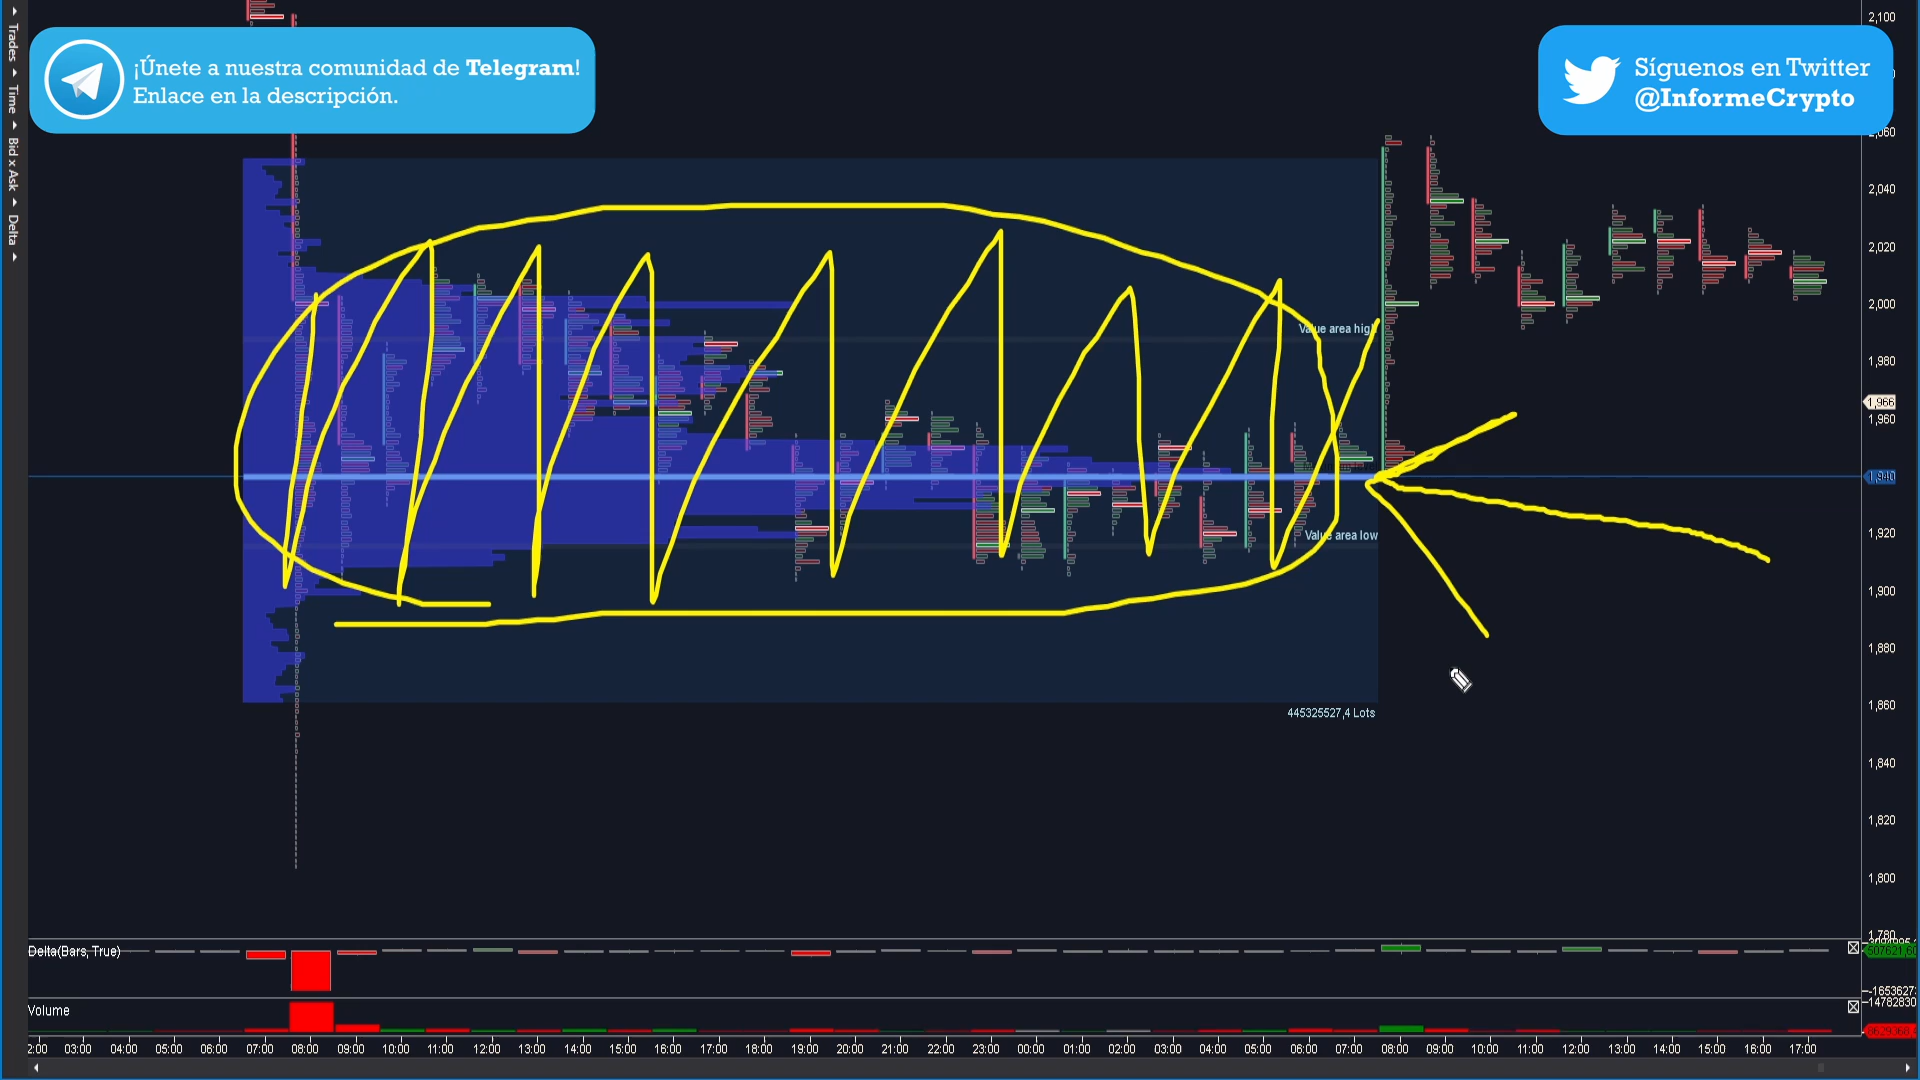 Trades
Time
Bid x Ask
Delta
¡Únete a nuestra comunidad de Telegram!
Enlace en la descripción.
Síguenos en Twitter
@InformeCrypto
2,100
2,060
2,040
2,020
2,000
1,980
1,966
1,960
1,940
1,920
1,900
1,880
1,860
1,840
1,820
1,800
1,780
Value area high
Value area low
445325527,4 Lots
Delta(Bars, True)
Volume
2:00 03:00 04:00 05:00 06:00 07:00 08:00 09:00 10:00 11:00 12:00 13:00 14:00 15:00 16:00 17:00 18:00 19:00 20:00 21:00 22:00 23:00 00:00 01:00 02:00 03:00 04:00 05:00 06:00 07:00 08:00 09:00 10:00 11:00 12:00 13:00 14:00 15:00 16:00 17:00